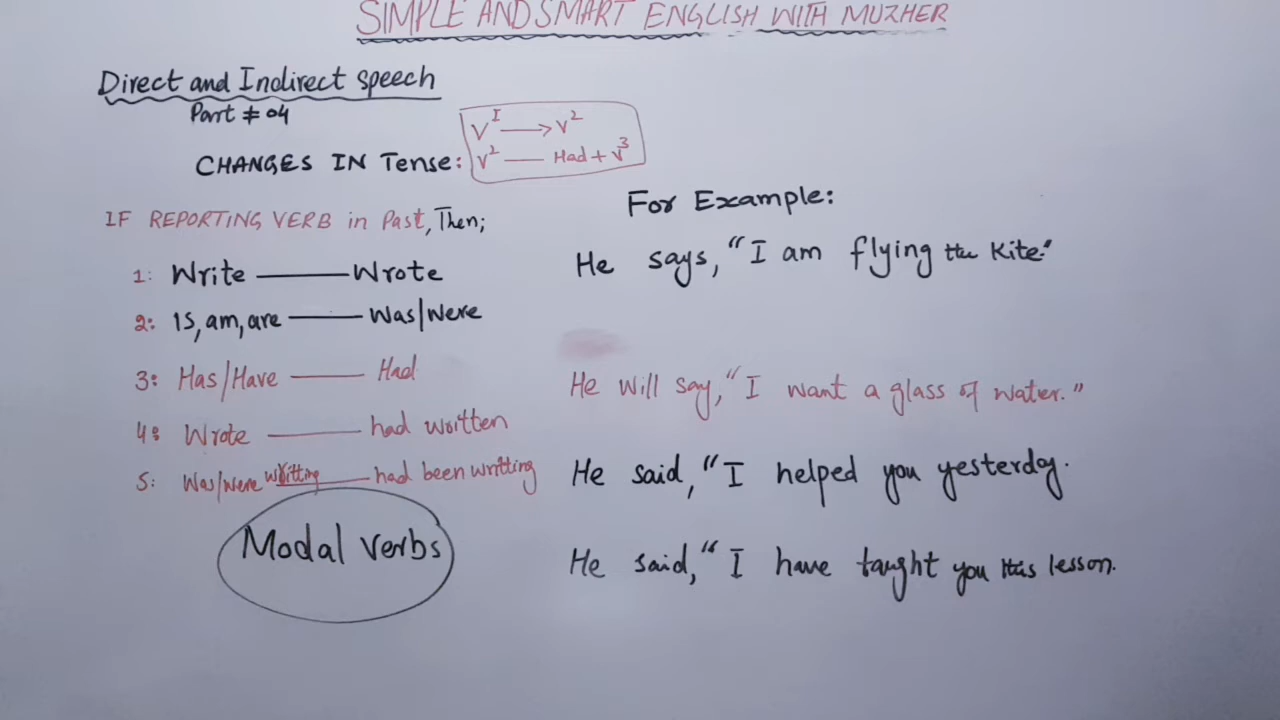 SIMPLE AND SMART ENGLISH WITH MUZHER
Direct and Indirect speech
Part # 04
CHANGES IN Tense:
V1 → V2
V2 — Had + V3
IF REPORTING VERB in Past, Then;
1: Write — Wrote
2: Is, am, are — Was/Were
3: Has/Have — Had
4: Wrote — had written
5: Was/Were writting — had been writting
Modal verbs
For Example:
He says, "I am flying the Kite."
He will say, "I want a glass of water."
He said, "I helped you yesterday.
He said, "I have taught you this lesson.